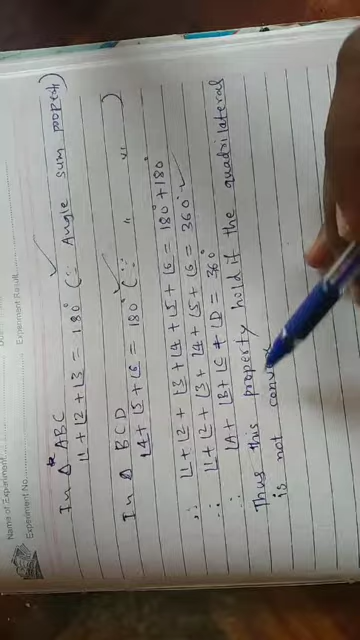 Name of Experiment
Experiment No.
Experiment Result
In Δ ABC
∠1 + ∠2 + ∠3 = 180° (∵ Angle sum property)
In Δ BCD
∠4 + ∠5 + ∠6 = 180° (∵ " " )
∴ ∠1 + ∠2 + ∠3 + ∠4 + ∠5 + ∠6 = 180° + 180°
∴ ∠1 + ∠2 + ∠3 + ∠4 + ∠5 + ∠6 = 360°
∴ ∠A + ∠B + ∠C + ∠D = 360°
Thus this property hold if the quadrilateral
is not convex